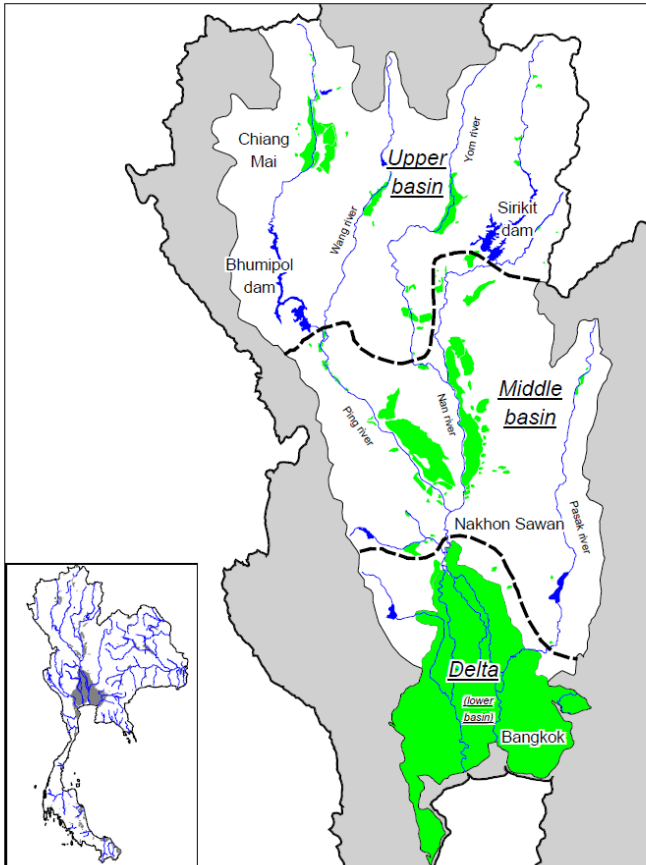 Chiang
Mai
Upper
basin
Yom river
Wang river
Sirikit
dam
Bhumipol
dam
Middle
basin
Ping river
Nan river
Nakhon Sawan
Pasak river
Delta
(lower
basin)
Bangkok